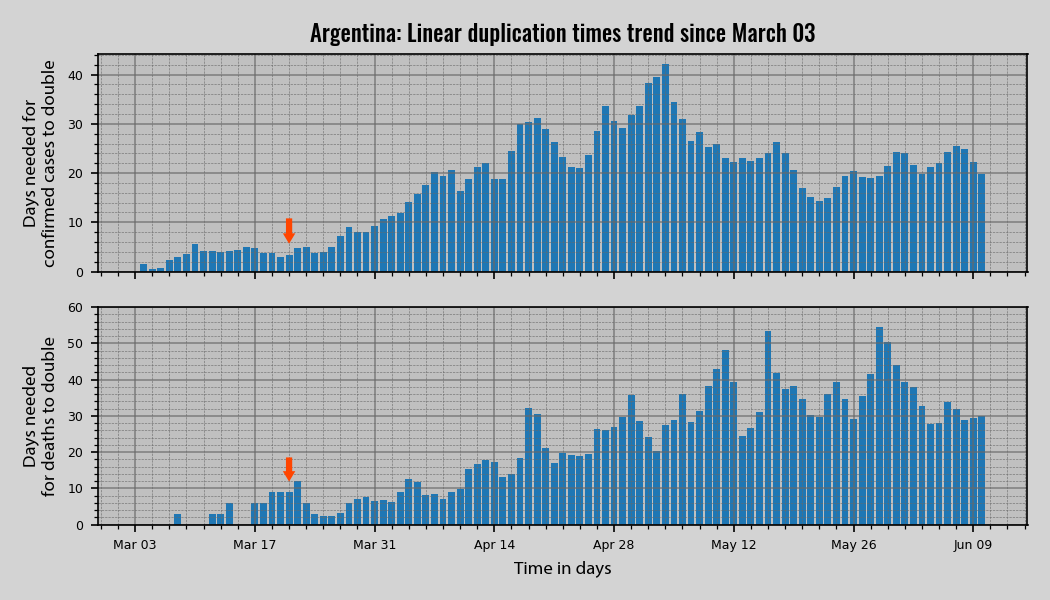 Argentina: Linear duplication times trend since March 03
Days needed for
confirmed cases to double
40
30
20
10
0
Days needed
for deaths to double
60
50
40
30
20
10
0
Mar 03 Mar 17 Mar 31 Apr 14 Apr 28 May 12 May 26 Jun 09
Time in days